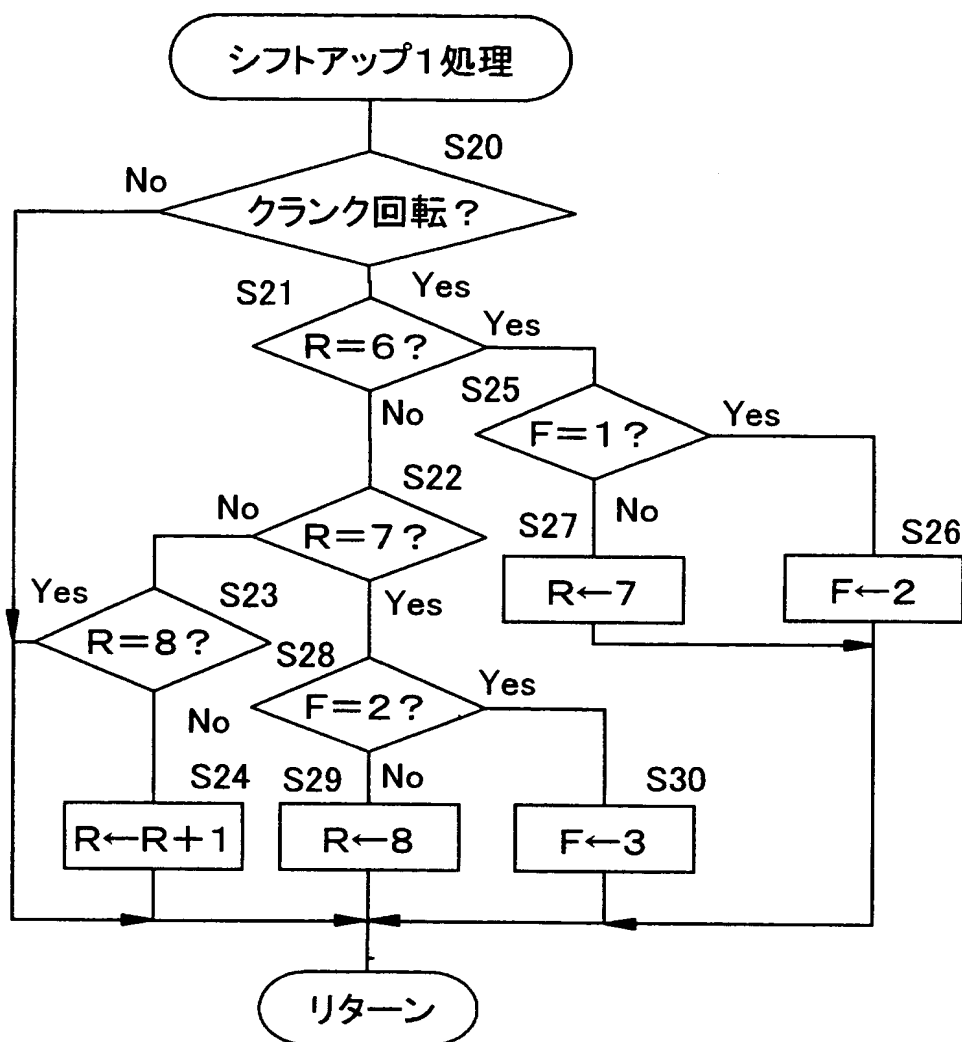 シフトアップ1処理
S20
No
クランク回転?
Yes
S21
Yes
R=6?
S25
No
Yes
F=1?
S22
No
R=7?
S27
No
S26
R←7
F←2
Yes
S23
Yes
R=8?
S28
Yes
F=2?
No
S24
S29
No
S30
R←R+1
R←8
F←3
リターン